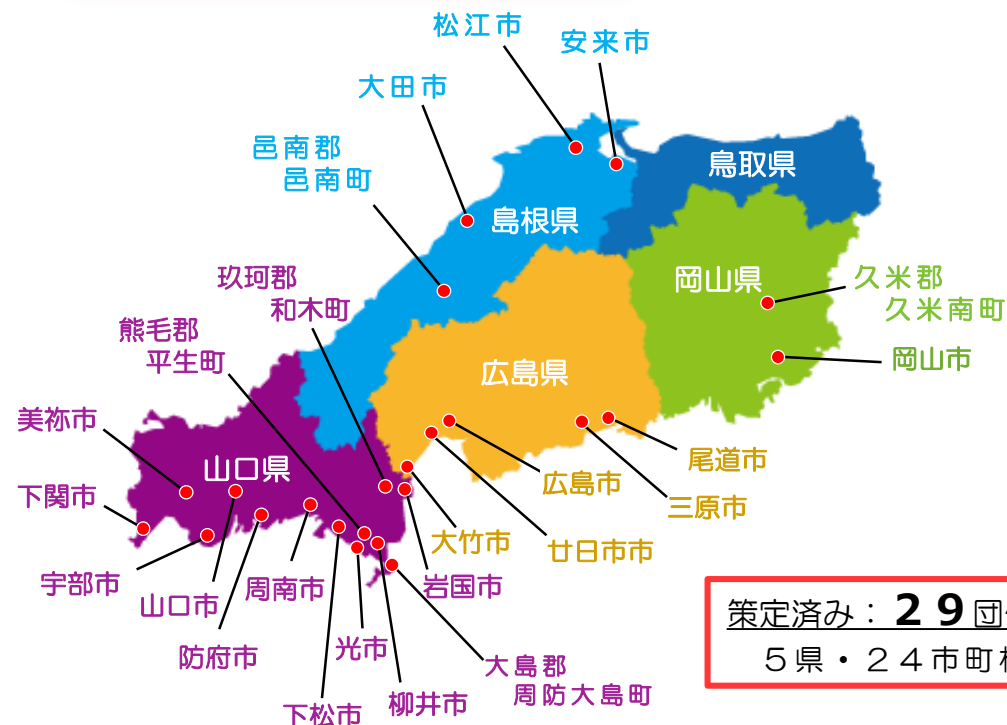 松江市
安来市
大田市
邑南郡
邑南町
鳥取県
島根県
岡山県
久米郡
久米南町
岡山市
玖珂郡
和木町
熊毛郡
平生町
広島県
美祢市
山口県
下関市
尾道市
広島市
三原市
大竹市
廿日市市
宇部市
山口市
周南市
岩国市
防府市
光市
大島郡
周防大島町
下松市
柳井市
策定済み：２９団
５県・２４市町